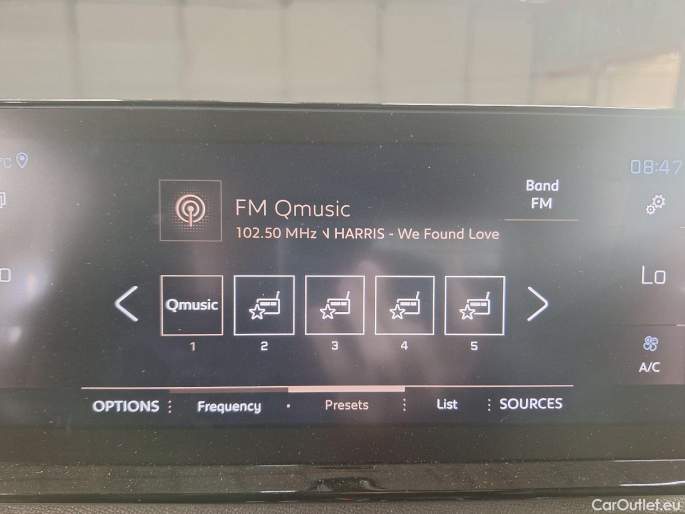 °C
08:47
Band
FM
FM Qmusic
102.50 MHz N HARRIS - We Found Love
Lo
Qmusic
1
2
3
4
5
A/C
OPTIONS
Frequency
Presets
List
SOURCES
CarOutlet.eu